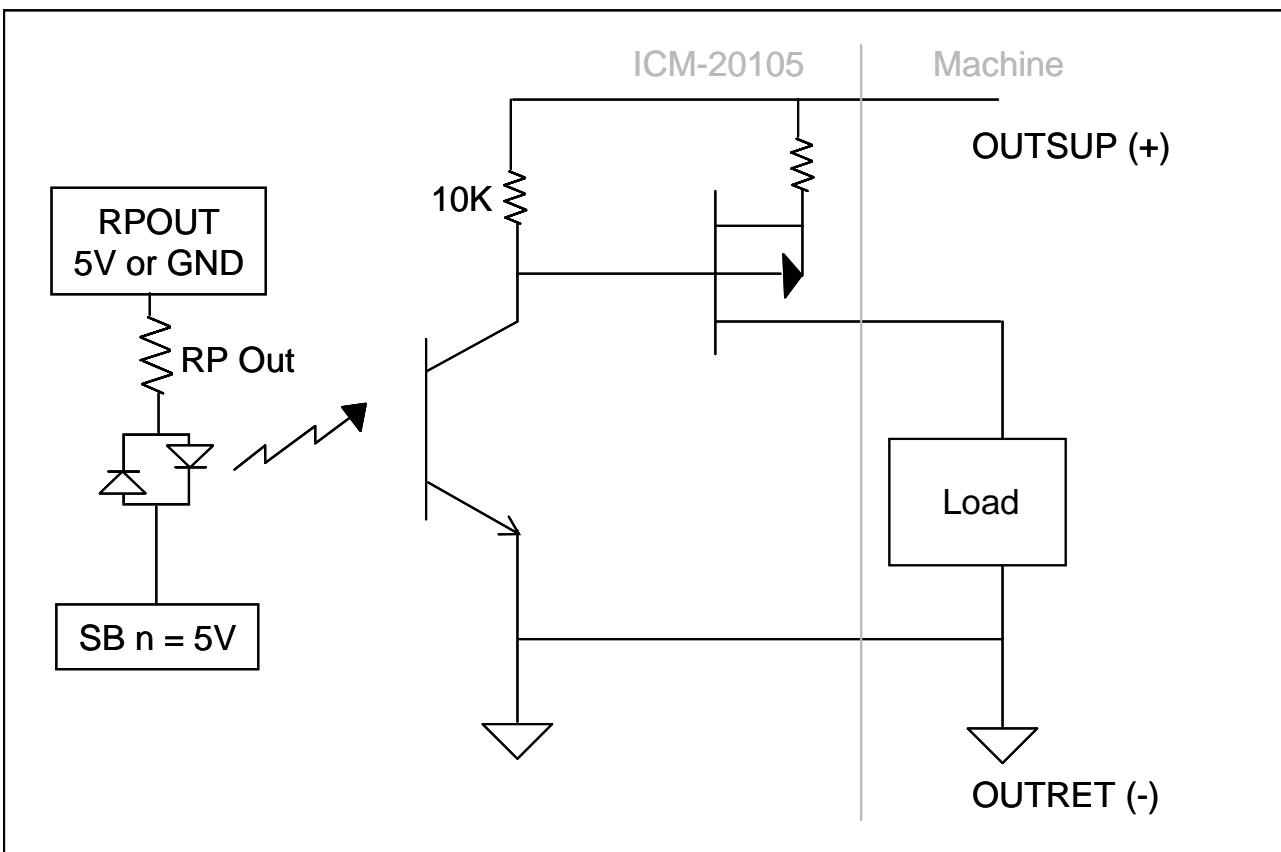 ICM-20105
Machine
OUTSUP (+)
10K
RPOUT
5V or GND
RP Out
Load
SB n = 5V
OUTRET (-)